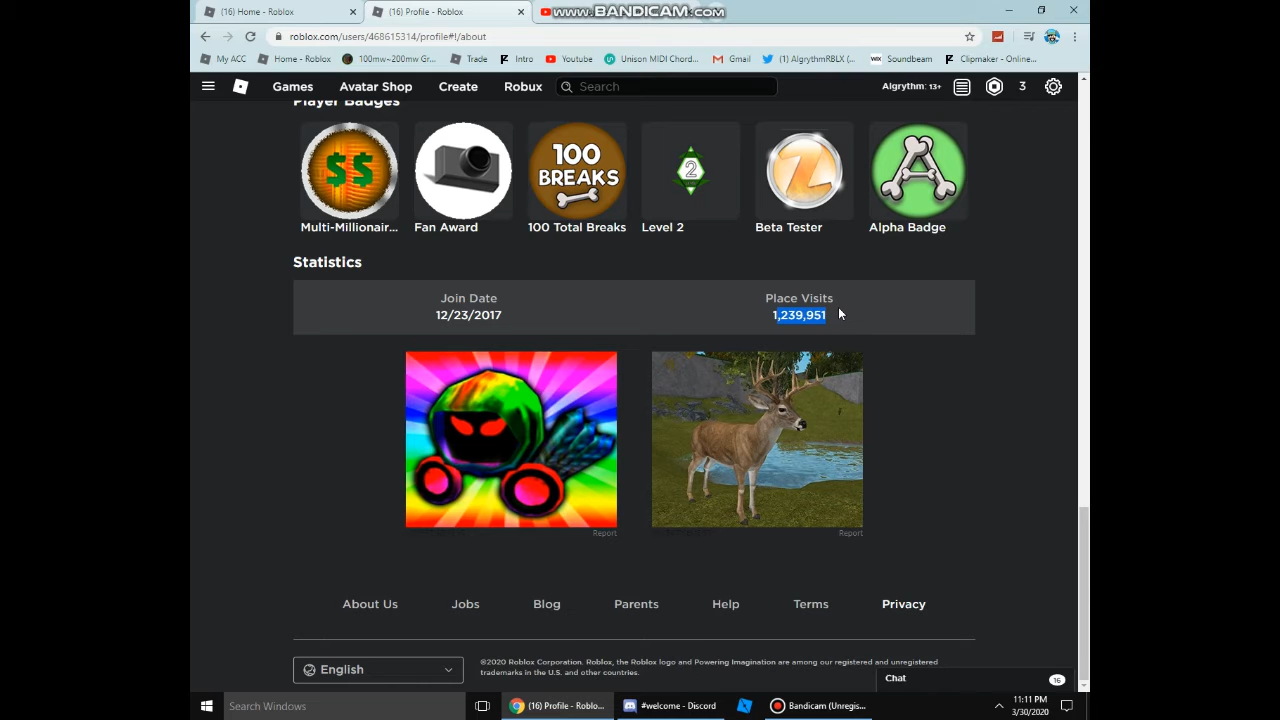 (16) Home - Roblox
(16) Profile - Roblox
www.BANDICAM.com
roblox.com/users/468615314/profile#!/about
My ACC
Home - Roblox
100mw~200mw Gr...
Trade
Intro
Youtube
Unison MIDI Chord...
Gmail
(1) AlgrythmRBLX (...
WIX
Soundbeam
Clipmaker - Online...
Games
Avatar Shop
Create
Robux
Search
Algrythm: 13+
3
Player Badges
$$
100
BREAKS
2
Z
A
Multi-Millionair...
Fan Award
100 Total Breaks
Level 2
Beta Tester
Alpha Badge
Statistics
Join Date
Place Visits
12/23/2017
1,239,951
Report
Report
About Us
Jobs
Blog
Parents
Help
Terms
Privacy
English
©2020 Roblox Corporation. Roblox, the Roblox logo and Powering Imagination are among our registered and unregistered
trademarks in the U.S. and other countries.
Chat
16
Search Windows
(16) Profile - Roblo...
#welcome - Discord
Bandicam (Unregis...
11:11 PM
3/30/2020